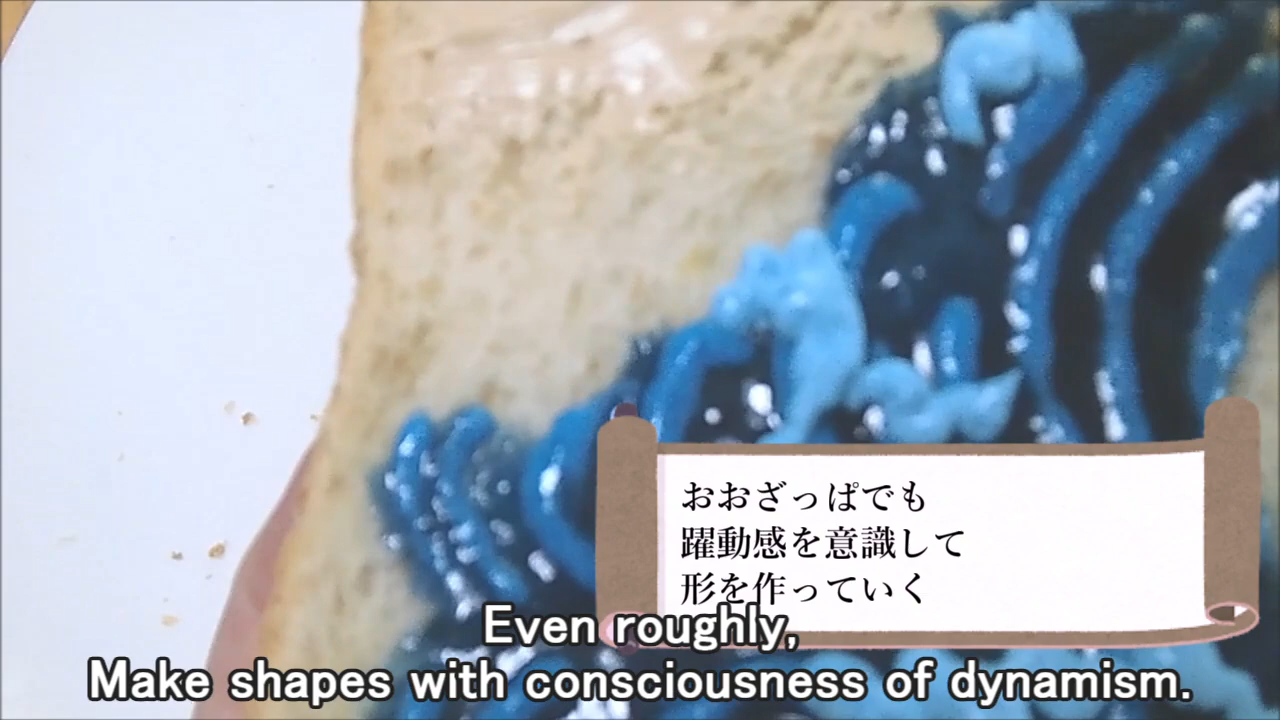 おおざっぱでも
躍動感を意識して
形を作っていく
Even roughly,
Make shapes with consciousness of dynamism.